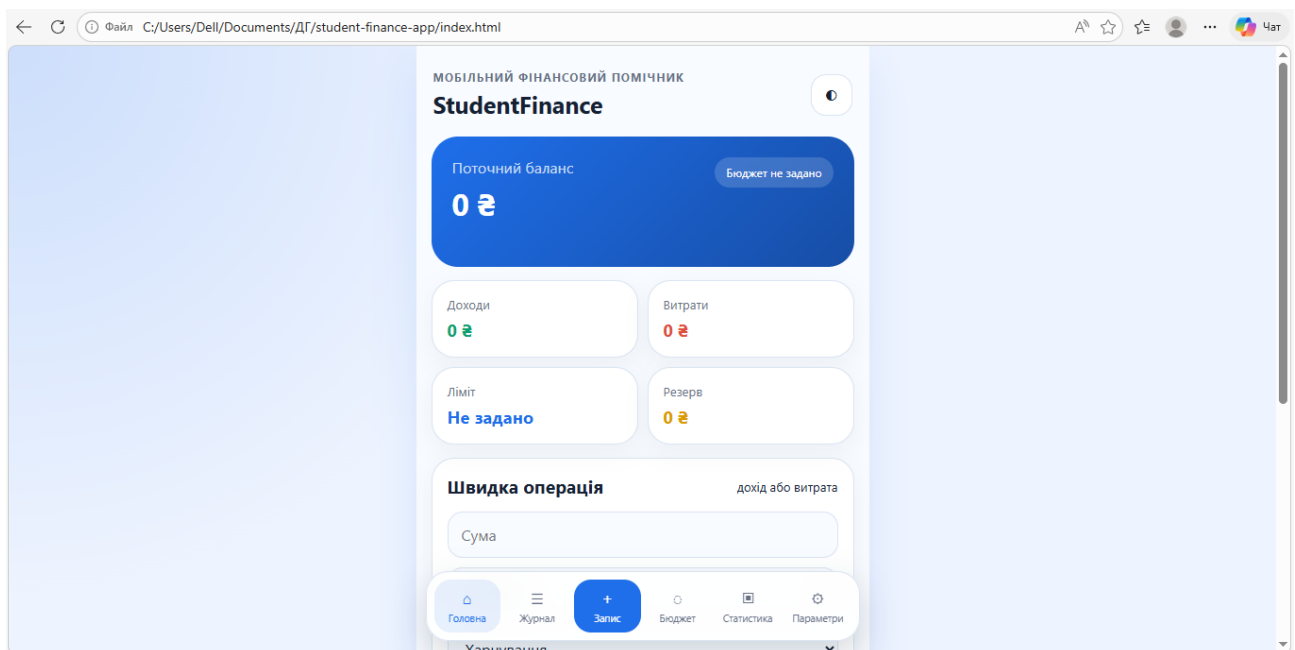 Файл C:/Users/Dell/Documents/ДГ/student-finance-app/index.html
Чат
МОБІЛЬНИЙ ФІНАНСОВИЙ ПОМІЧНИК
StudentFinance
Поточний баланс
Бюджет не задано
0 ₴
Доходи
0 ₴
Витрати
0 ₴
Ліміт
Не задано
Резерв
0 ₴
Швидка операція
дохід або витрата
Сума
Головна
Журнал
+
Запис
Бюджет
Статистика
Параметри
Харчування